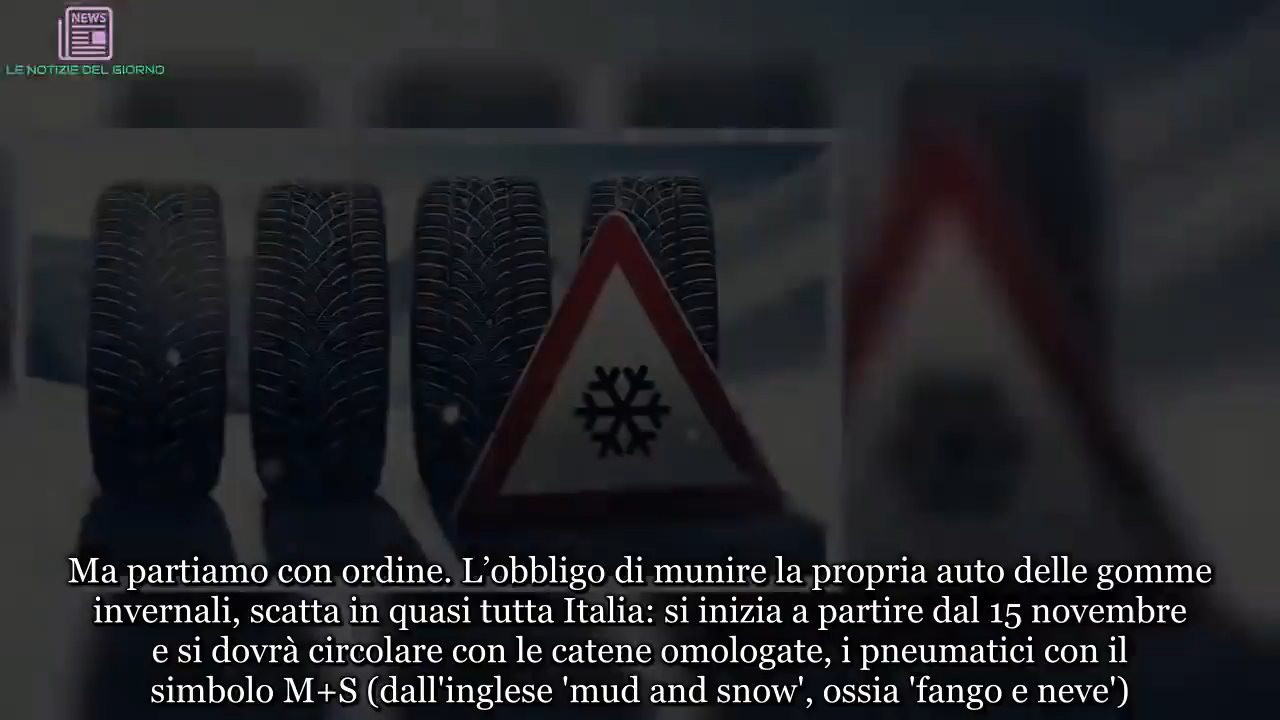 NEWS
LE NOTIZIE DEL GIORNO
Ma partiamo con ordine. L’obbligo di munire la propria auto delle gomme
invernali, scatta in quasi tutta Italia: si inizia a partire dal 15 novembre
e si dovrà circolare con le catene omologate, i pneumatici con il
simbolo M+S (dall'inglese 'mud and snow', ossia 'fango e neve')